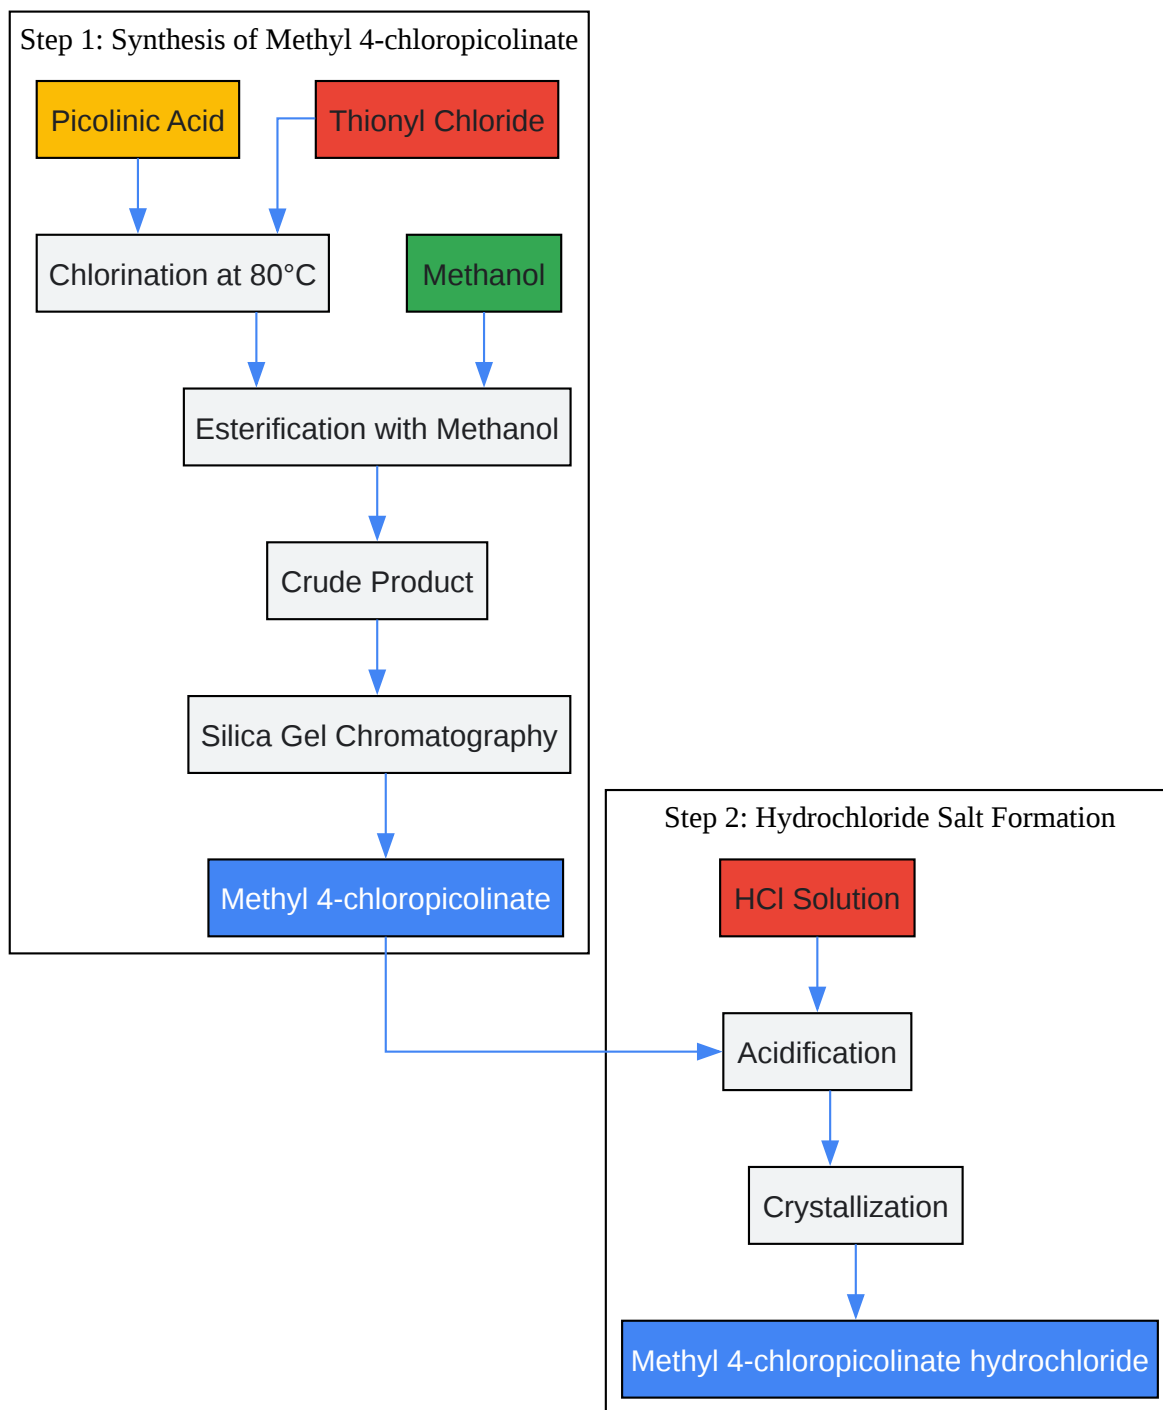 Step 1: Synthesis of Methyl 4-chloropicolinate
Picolinic Acid
Thionyl Chloride
Chlorination at 80°C
Methanol
Esterification with Methanol
Crude Product
Silica Gel Chromatography
Methyl 4-chloropicolinate
Step 2: Hydrochloride Salt Formation
HCl Solution
Acidification
Crystallization
Methyl 4-chloropicolinate hydrochloride